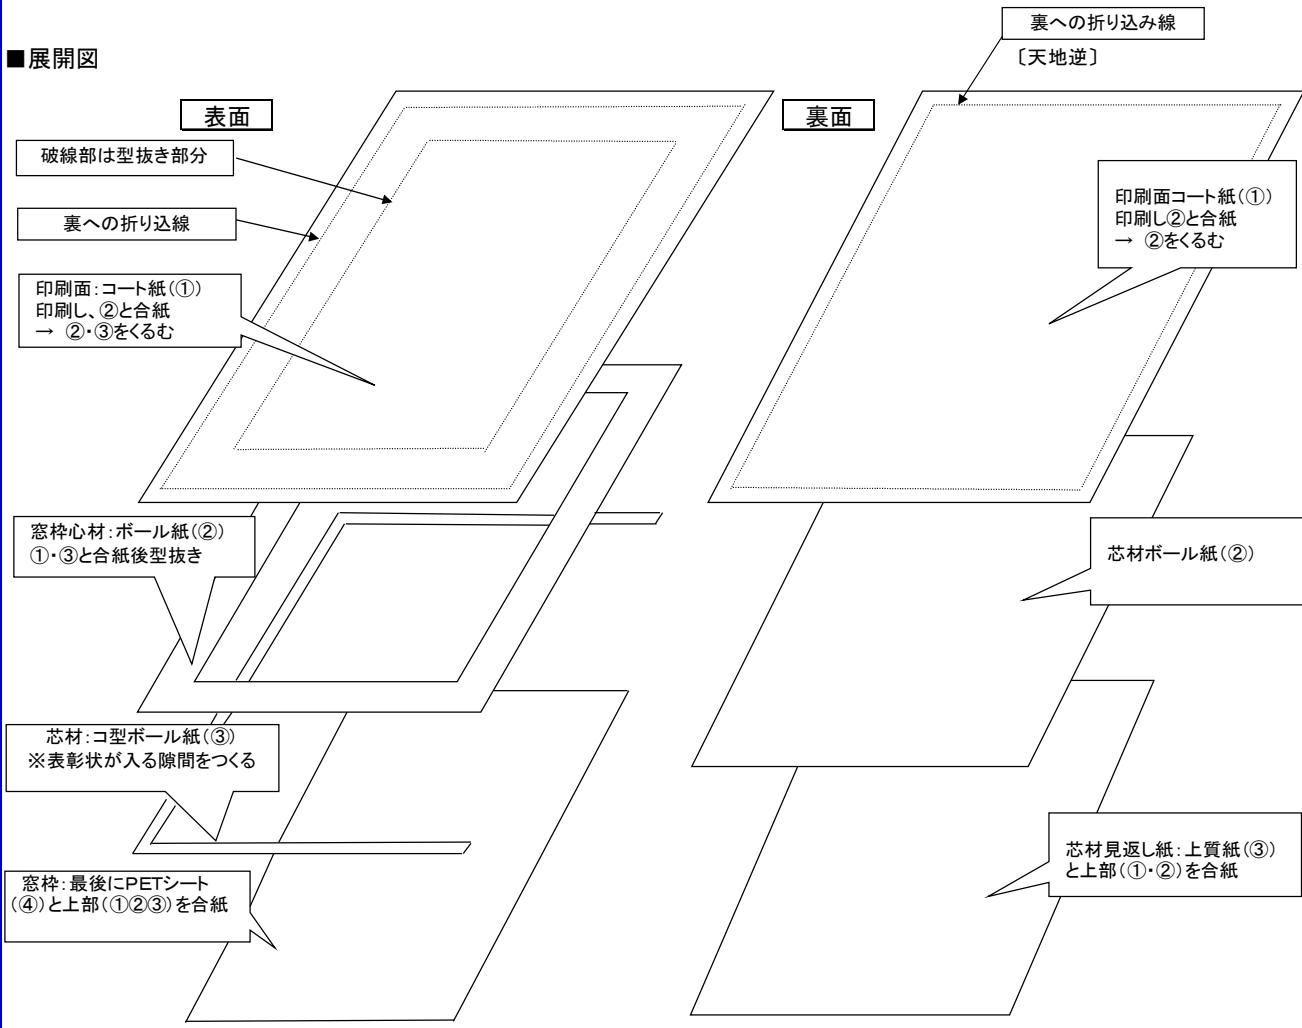 ■展開図
表面
破線部は型抜き部分
裏への折り込線
印刷面：コート紙（①）
印刷し、②と合紙
→ ②・③をくるむ
窓枠心材：ボール紙（②）
①・③と合紙後型抜き
芯材：コ型ボール紙（③）
※表彰状が入る隙間をつくる
窓枠：最後にPETシート
（④）と上部（①②③）を合紙
裏への折り込み線
〔天地逆〕
裏面
印刷面コート紙（①）
印刷し②と合紙
→ ②をくるむ
芯材ボール紙（②）
芯材見返し紙：上質紙（③）
と上部（①・②）を合紙